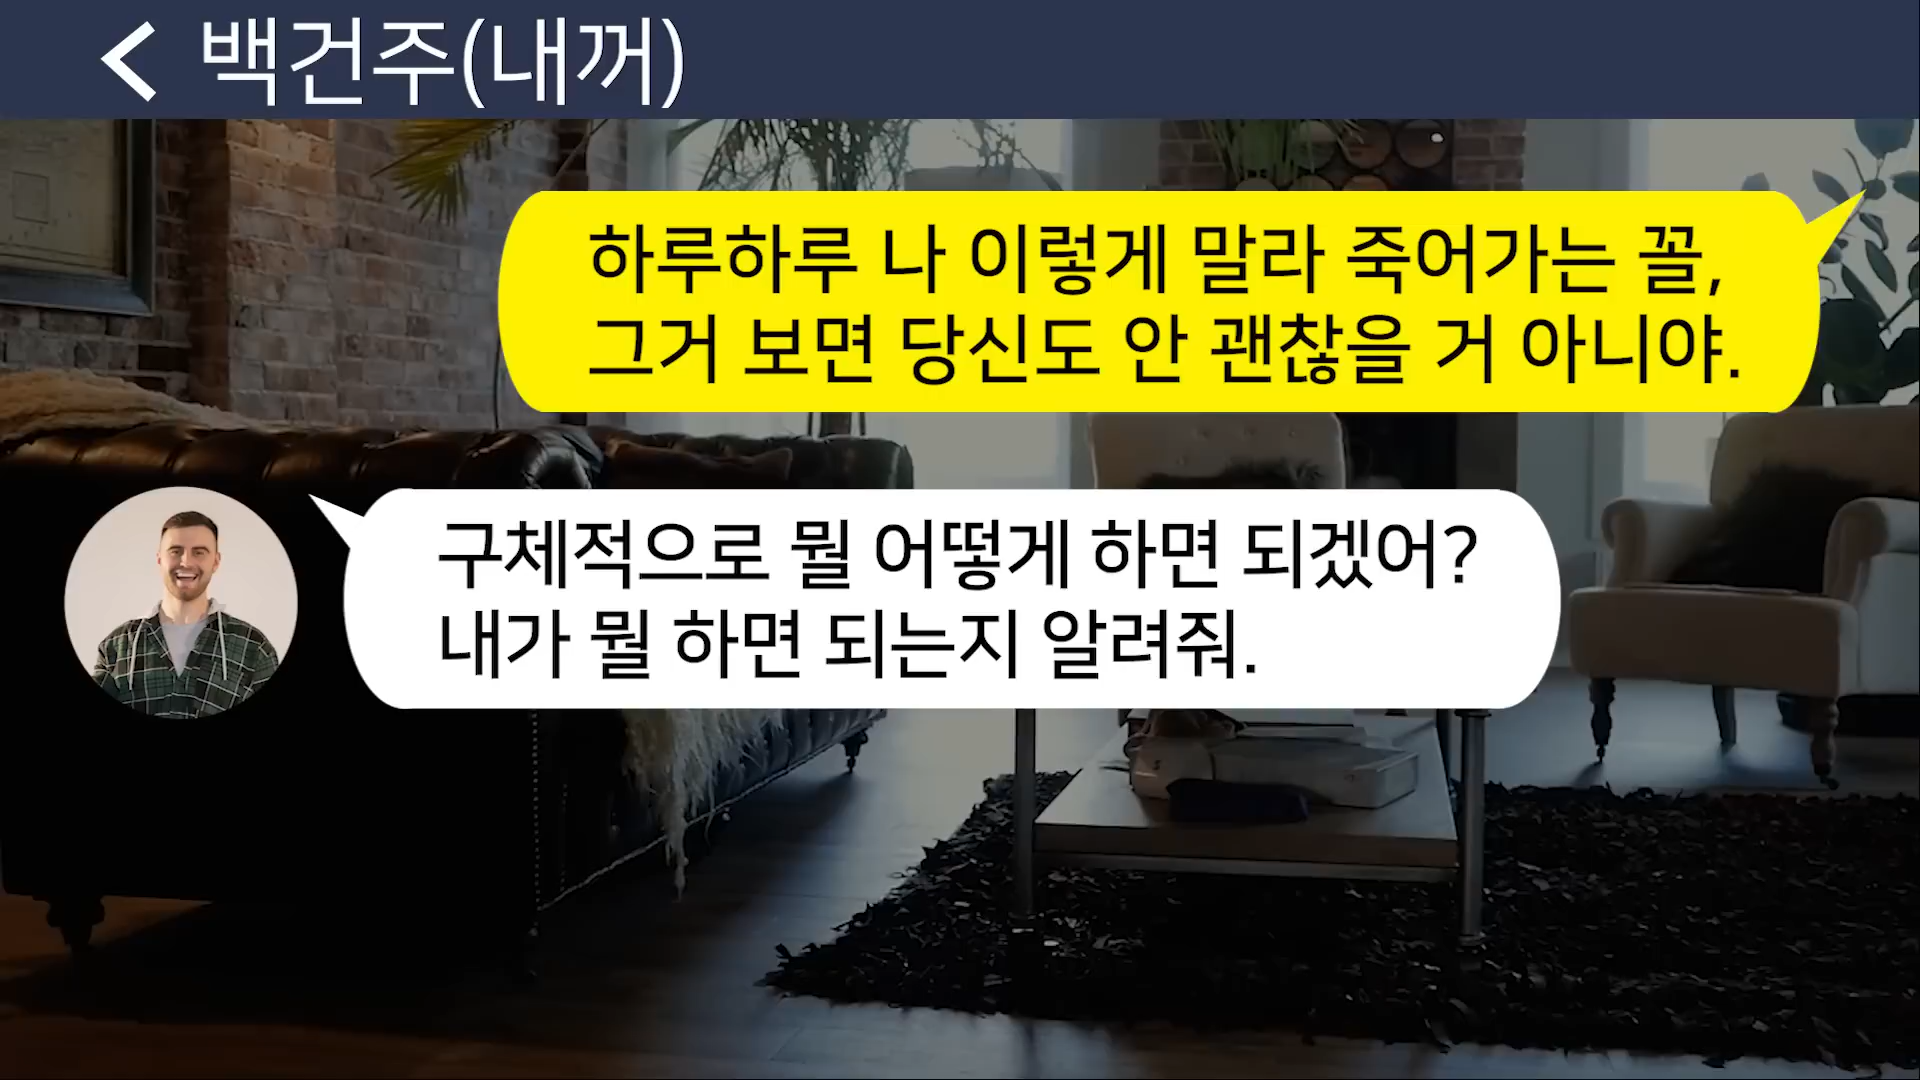 백건주(내꺼)
하루하루 나 이렇게 말라 죽어가는 꼴,
그거 보면 당신도 안 괜찮을 거 아니야.
구체적으로 뭘 어떻게 하면 되겠어?
내가 뭘 하면 되는지 알려줘.